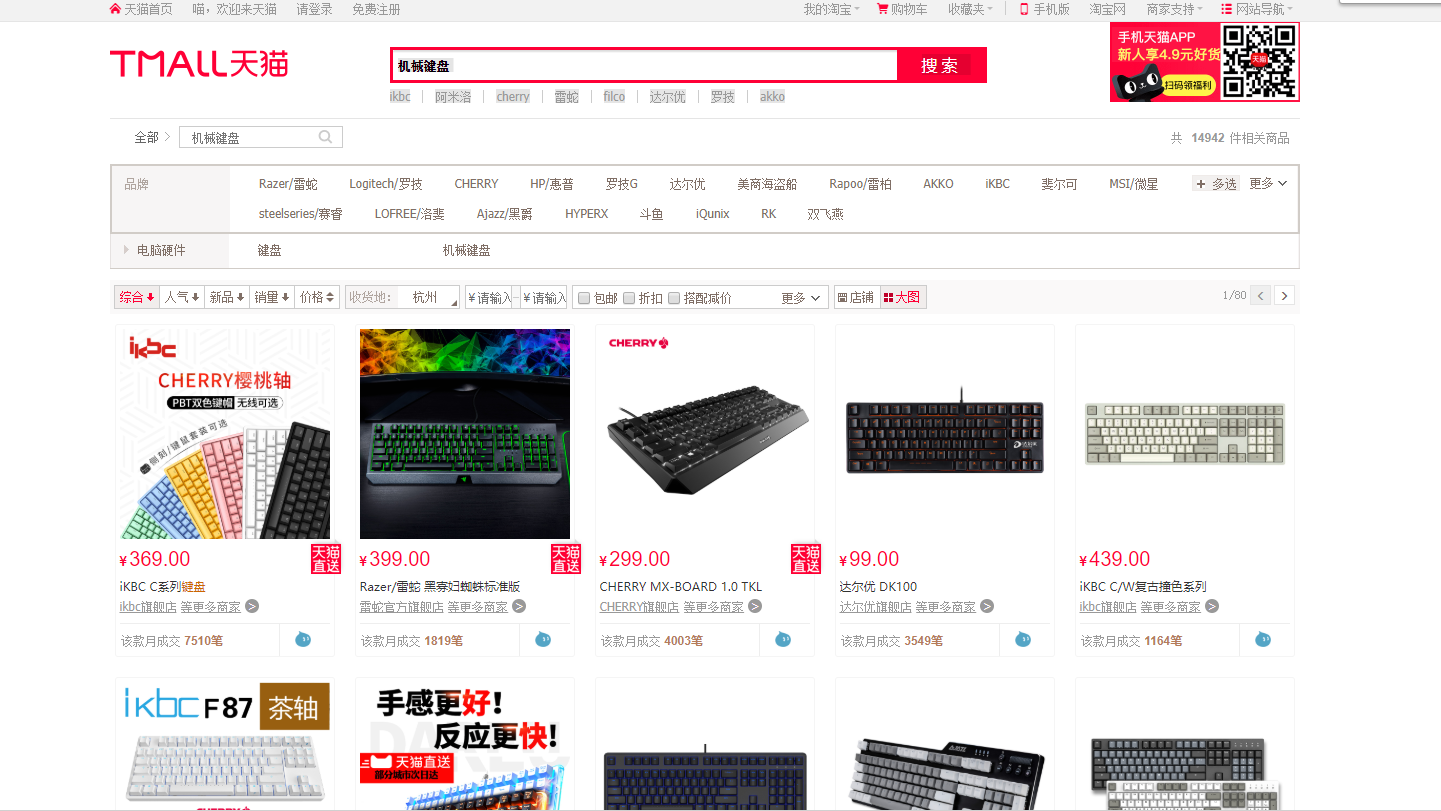 天猫首页 喵，欢迎来天猫 请登录 免费注册 我的淘宝 购物车 收藏夹 手机版 淘宝网 商家支持 网站导航
TMALL天猫
机械键盘 搜索
手机天猫APP
新人享4.9元好货
天猫
扫码领福利
ikbc 阿米洛 cherry 雷蛇 filco 达尔优 罗技 akko
全部 机械键盘 共 14942 件相关商品
品牌 Razer/雷蛇 Logitech/罗技 CHERRY HP/惠普 罗技G 达尔优 美商海盗船 Rapoo/雷柏 AKKO iKBC 斐尔可 MSI/微星 + 多选 更多
steelseries/赛睿 LOFREE/洛斐 Ajazz/黑爵 HYPERX 斗鱼 iQunix RK 双飞燕
电脑硬件 键盘 机械键盘
综合 人气 新品 销量 价格 收货地: 杭州 ¥请输入 - ¥请输入 包邮 折扣 搭配减价 更多 店铺 大图 1/80 < >
ikbc
CHERRY樱桃轴
PBT双色键帽 无线可选
侧刻/键鼠套装可选
CHERRY
达尔优
¥369.00 天猫直送 ¥399.00 天猫直送 ¥299.00 天猫直送 ¥99.00 ¥439.00
iKBC C系列键盘 Razer/雷蛇 黑寡妇蜘蛛标准版 CHERRY MX-BOARD 1.0 TKL 达尔优 DK100 iKBC C/W复古撞色系列
ikbc旗舰店 等更多商家 雷蛇官方旗舰店 等更多商家 CHERRY旗舰店 等更多商家 达尔优旗舰店 等更多商家 ikbc旗舰店 等更多商家
该款月成交 7510笔 该款月成交 1819笔 该款月成交 4003笔 该款月成交 3549笔 该款月成交 1164笔
ikbc F87 茶轴
CHERRY
手感更好!
反应更快!
天猫直送
部分城市次日达